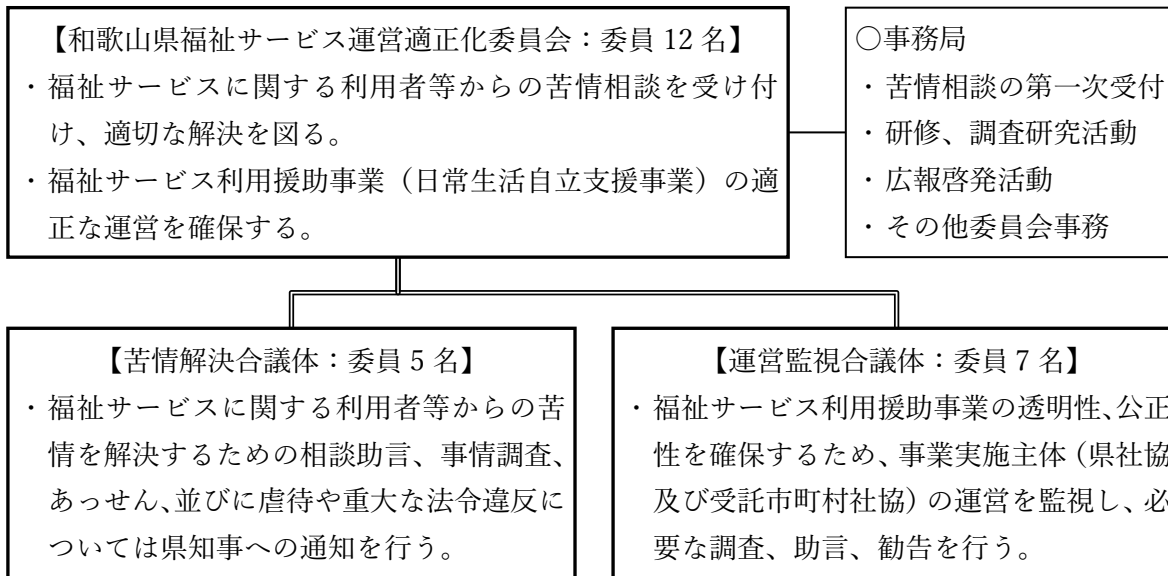 【和歌山県福祉サービス運営適正化委員会：委員 12 名】
・福祉サービスに関する利用者等からの苦情相談を受け付
け、適切な解決を図る。
・福祉サービス利用援助事業（日常生活自立支援事業）の適
正な運営を確保する。
○事務局
・苦情相談の第一次受付
・研修、調査研究活動
・広報啓発活動
・その他委員会事務
【苦情解決合議体：委員 5 名】
・福祉サービスに関する利用者等からの苦
情を解決するための相談助言、事情調査、
あっせん、並びに虐待や重大な法令違反に
ついては県知事への通知を行う。
【運営監視合議体：委員 7 名】
・福祉サービス利用援助事業の透明性、公正
性を確保するため、事業実施主体（県社協
及び受託市町村社協）の運営を監視し、必
要な調査、助言、勧告を行う。